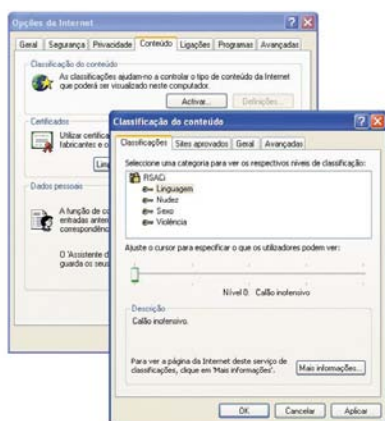 Opções da Internet
Geral Segurança Privacidade Conteúdo Ligações Programas Avançadas
Classificação do conteúdo
As classificações ajudam-no a controlar o tipo de conteúdo da Internet
que poderá ser visualizado neste computador.
Activar... Definições...
Certificados
Utilizar certifica
fabricantes e o
Dados pessoais
A função de co
entradas anteri
correspondênc
O 'Assistente d
guarda os seus
Classificação do conteúdo
Classificações Sites aprovados Geral Avançadas
Seleccione uma categoria para ver os respectivos níveis de classificação:
RSACi
Linguagem
Nudez
Sexo
Violência
Ajuste o cursor para especificar o que os utilizadores podem ver:
Nível 0: Calão inofensivo
Descrição
Calão inofensivo.
Para ver a página da Internet deste serviço de
classificações, clique em 'Mais informações'.
Mais informações...
OK Cancelar Aplicar